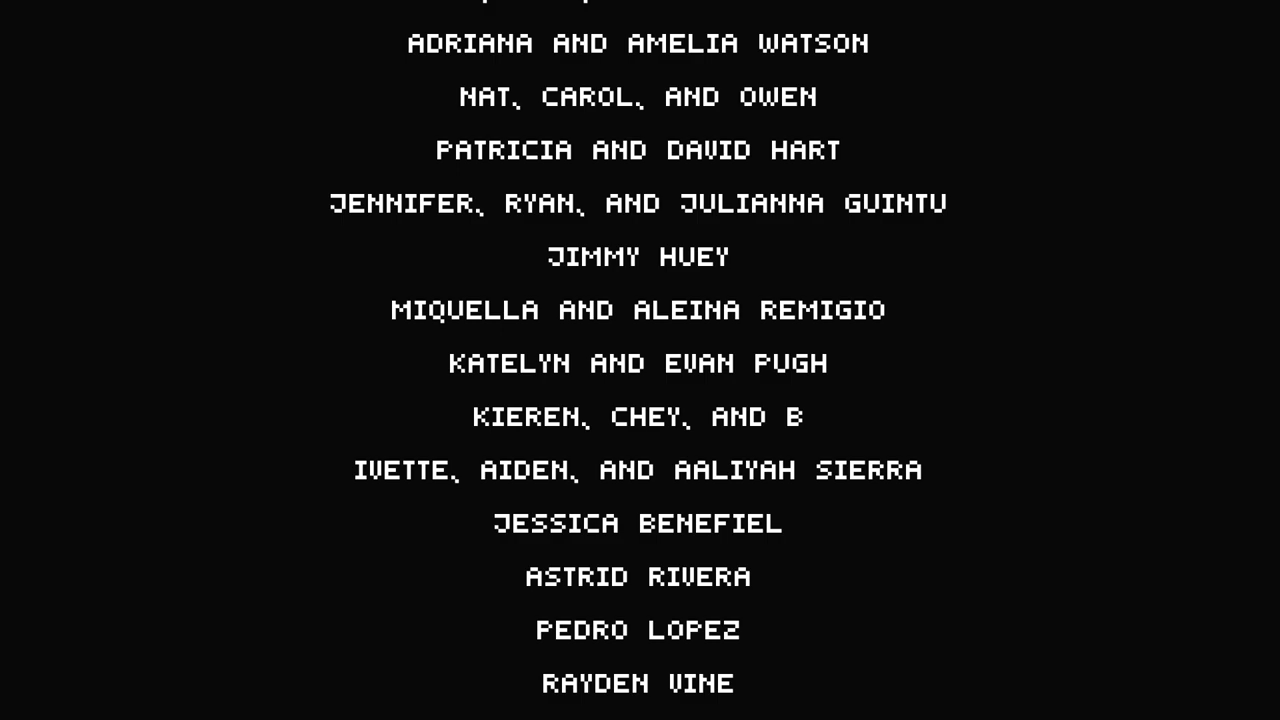 ADRIANA AND AMELIA WATSON
NAT, CAROL, AND OWEN
PATRICIA AND DAVID HART
JENNIFER, RYAN, AND JULIANNA GUINTU
JIMMY HUEY
MIQUELLA AND ALEINA REMIGIO
KATELYN AND EVAN PUGH
KIEREN, CHEY, AND B
IVETTE, AIDEN, AND AALIYAH SIERRA
JESSICA BENEFIEL
ASTRID RIVERA
PEDRO LOPEZ
RAYDEN VINE